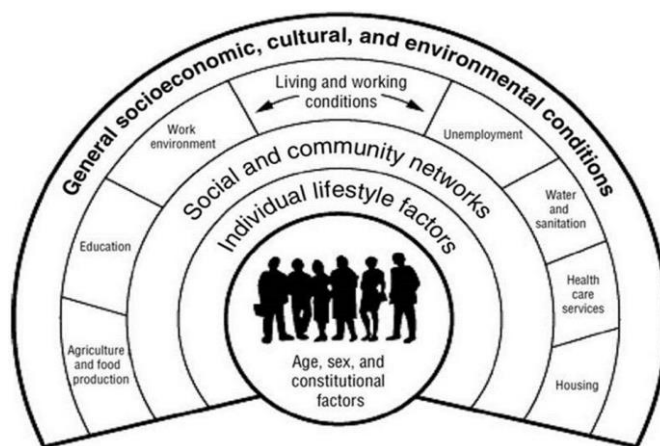 General socioeconomic, cultural, and environmental conditions
Living and working
conditions
Work
environment
Unemployment
Education
Water
and
sanitation
Agriculture
and food
production
Health
care
services
Housing
Social and community networks
Individual lifestyle factors
Age, sex, and
constitutional
factors